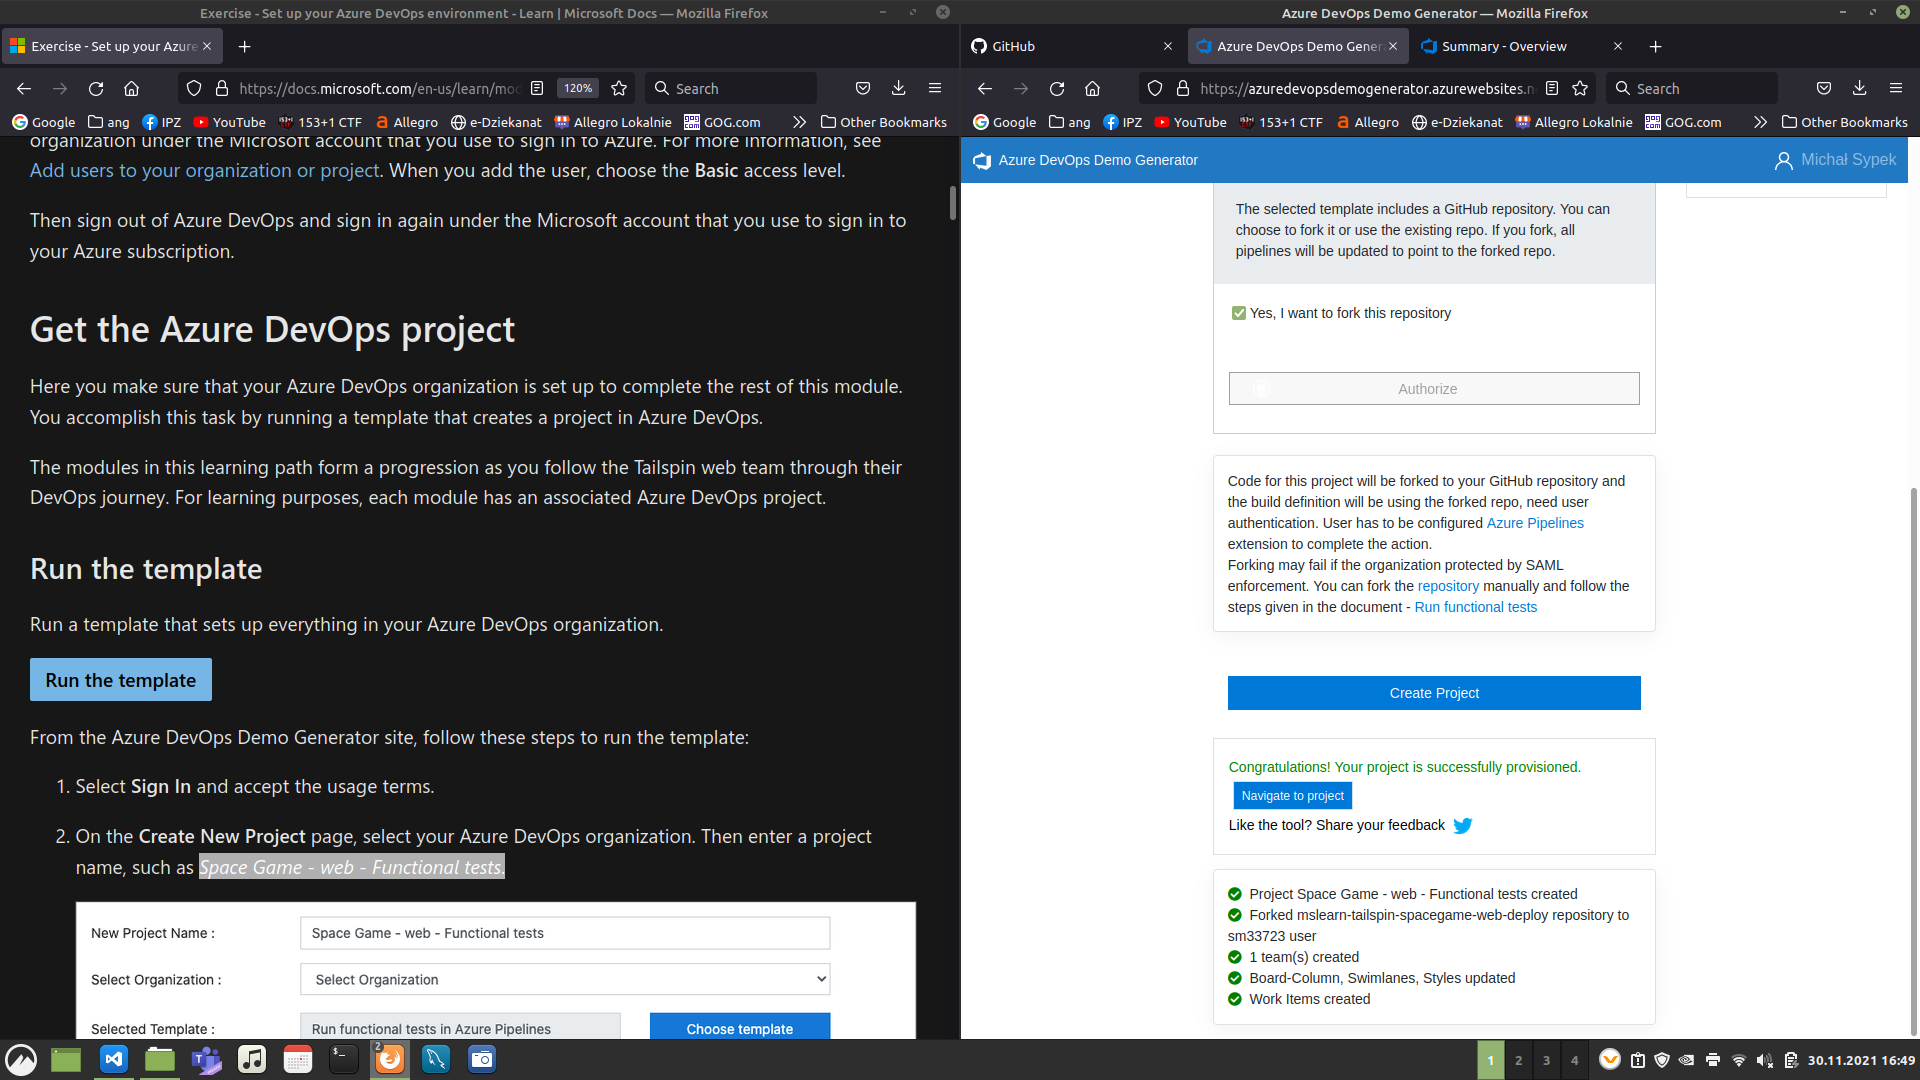 Exercise - Set up your Azure DevOps environment - Learn | Microsoft Docs — Mozilla Firefox
Exercise - Set up your Azure
https://docs.microsoft.com/en-us/learn/mod
120%
Search
Google
ang
IPZ
YouTube
153+1 CTF
Allegro
e-Dziekanat
Allegro Lokalnie
GOG.com
Other Bookmarks
organization under the Microsoft account that you use to sign in to Azure. For more information, see
Add users to your organization or project. When you add the user, choose the Basic access level.
Then sign out of Azure DevOps and sign in again under the Microsoft account that you use to sign in to
your Azure subscription.
Get the Azure DevOps project
Here you make sure that your Azure DevOps organization is set up to complete the rest of this module.
You accomplish this task by running a template that creates a project in Azure DevOps.
The modules in this learning path form a progression as you follow the Tailspin web team through their
DevOps journey. For learning purposes, each module has an associated Azure DevOps project.
Run the template
Run a template that sets up everything in your Azure DevOps organization.
Run the template
From the Azure DevOps Demo Generator site, follow these steps to run the template:
1. Select Sign In and accept the usage terms.
2. On the Create New Project page, select your Azure DevOps organization. Then enter a project
name, such as Space Game - web - Functional tests.
New Project Name :
Space Game - web - Functional tests
Select Organization :
Select Organization
Selected Template :
Run functional tests in Azure Pipelines
Choose template
Azure DevOps Demo Generator — Mozilla Firefox
GitHub
Azure DevOps Demo Gener
Summary - Overview
https://azuredevopsdemogenerator.azurewebsites.n
Search
Google
ang
IPZ
YouTube
153+1 CTF
Allegro
e-Dziekanat
Allegro Lokalnie
GOG.com
Other Bookmarks
Azure DevOps Demo Generator
Michał Sypek
The selected template includes a GitHub repository. You can
choose to fork it or use the existing repo. If you fork, all
pipelines will be updated to point to the forked repo.
Yes, I want to fork this repository
Authorize
Code for this project will be forked to your GitHub repository and
the build definition will be using the forked repo, need user
authentication. User has to be configured Azure Pipelines
extension to complete the action.
Forking may fail if the organization protected by SAML
enforcement. You can fork the repository manually and follow the
steps given in the document - Run functional tests
Create Project
Congratulations! Your project is successfully provisioned.
Navigate to project
Like the tool? Share your feedback
Project Space Game - web - Functional tests created
Forked mslearn-tailspin-spacegame-web-deploy repository to
sm33723 user
1 team(s) created
Board-Column, Swimlanes, Styles updated
Work Items created
2
1
2
3
4
30.11.2021 16:49